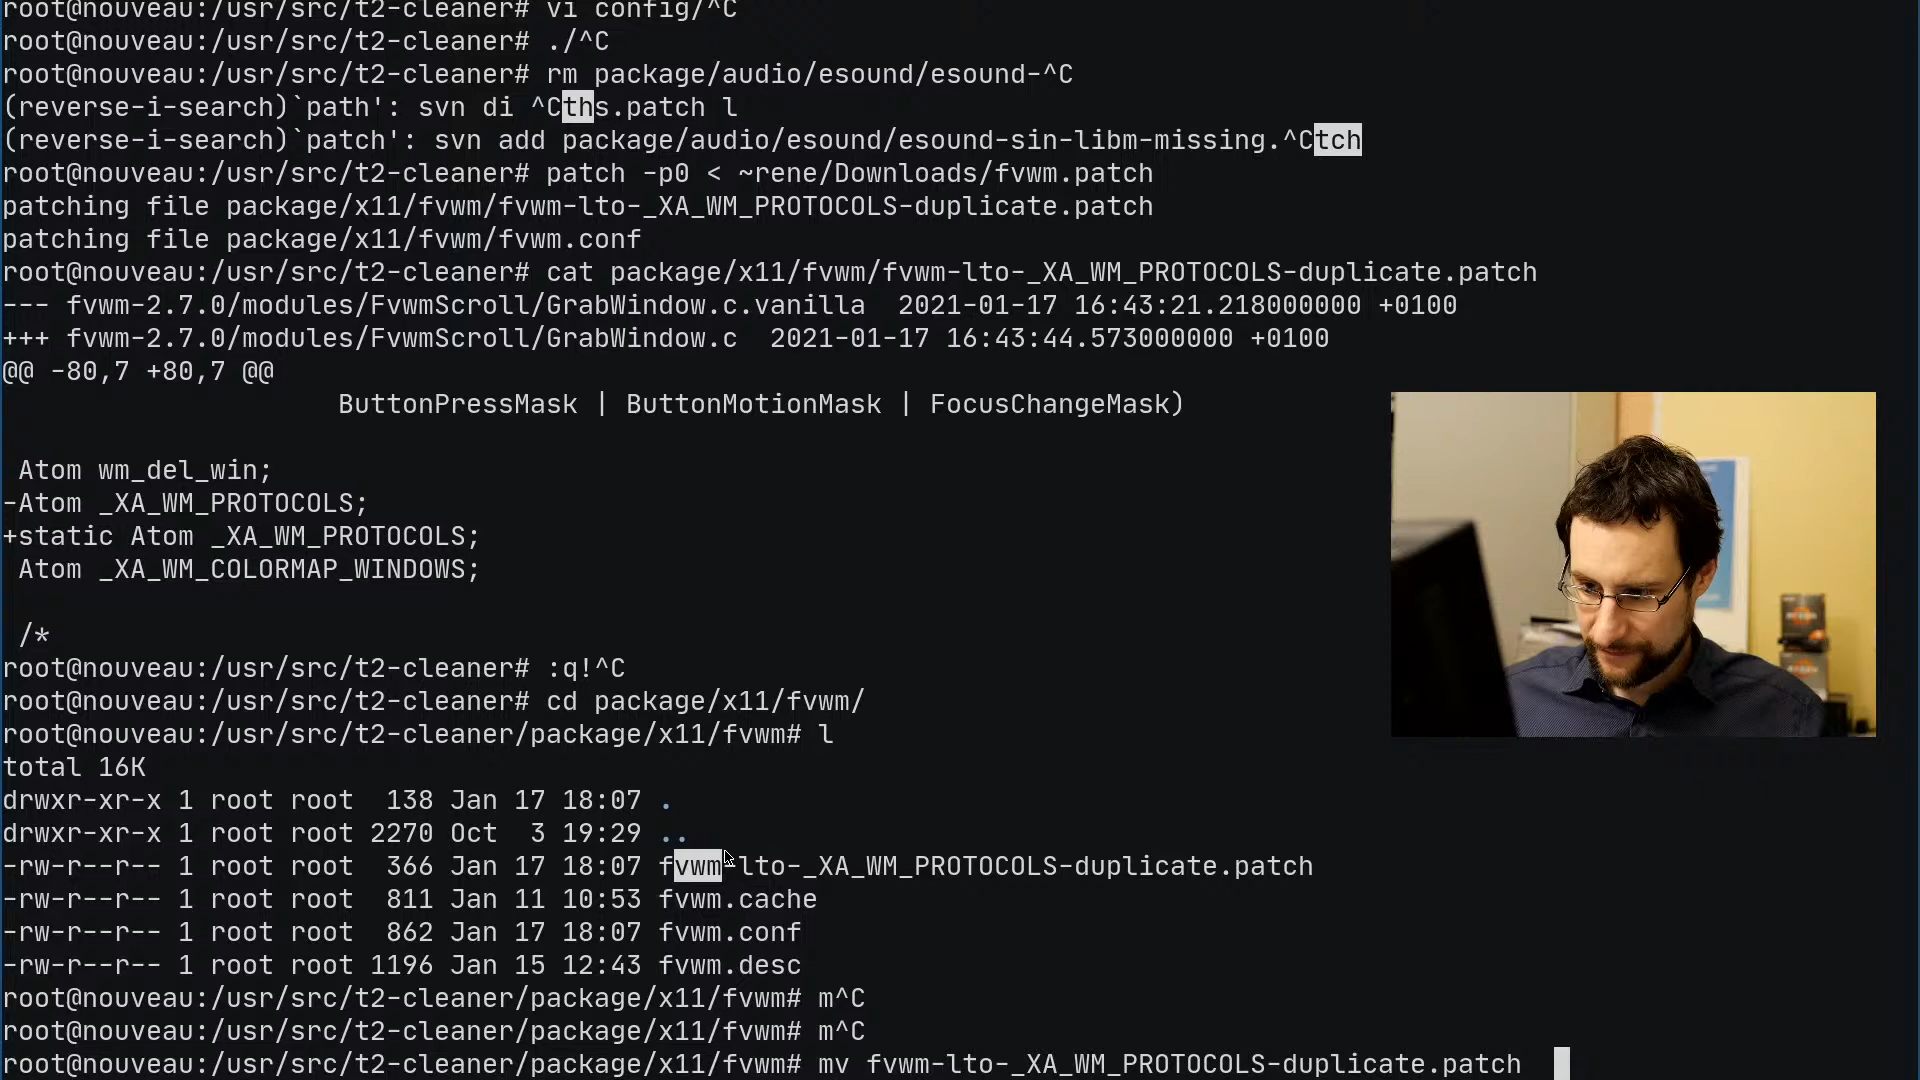 root@nouveau:/usr/src/t2-cleaner# vi config/^C
root@nouveau:/usr/src/t2-cleaner# ./^C
root@nouveau:/usr/src/t2-cleaner# rm package/audio/esound/esound-^C
(reverse-i-search)`path': svn di ^Cths.patch l
(reverse-i-search)`patch': svn add package/audio/esound/esound-sin-libm-missing.^Ctch
root@nouveau:/usr/src/t2-cleaner# patch -p0 < ~rene/Downloads/fvwm.patch
patching file package/x11/fvwm/fvwm-lto-_XA_WM_PROTOCOLS-duplicate.patch
patching file package/x11/fvwm/fvwm.conf
root@nouveau:/usr/src/t2-cleaner# cat package/x11/fvwm/fvwm-lto-_XA_WM_PROTOCOLS-duplicate.patch
--- fvwm-2.7.0/modules/FvwmScroll/GrabWindow.c.vanilla  2021-01-17 16:43:21.218000000 +0100
+++ fvwm-2.7.0/modules/FvwmScroll/GrabWindow.c  2021-01-17 16:43:44.573000000 +0100
@@ -80,7 +80,7 @@
                     ButtonPressMask | ButtonMotionMask | FocusChangeMask)
 Atom wm_del_win;
-Atom _XA_WM_PROTOCOLS;
+static Atom _XA_WM_PROTOCOLS;
 Atom _XA_WM_COLORMAP_WINDOWS;
 /*
root@nouveau:/usr/src/t2-cleaner# :q!^C
root@nouveau:/usr/src/t2-cleaner# cd package/x11/fvwm/
root@nouveau:/usr/src/t2-cleaner/package/x11/fvwm# l
total 16K
drwxr-xr-x 1 root root  138 Jan 17 18:07 .
drwxr-xr-x 1 root root 2270 Oct  3 19:29 ..
-rw-r--r-- 1 root root  366 Jan 17 18:07 fvwm-lto-_XA_WM_PROTOCOLS-duplicate.patch
-rw-r--r-- 1 root root  811 Jan 11 10:53 fvwm.cache
-rw-r--r-- 1 root root  862 Jan 17 18:07 fvwm.conf
-rw-r--r-- 1 root root 1196 Jan 15 12:43 fvwm.desc
root@nouveau:/usr/src/t2-cleaner/package/x11/fvwm# m^C
root@nouveau:/usr/src/t2-cleaner/package/x11/fvwm# m^C
root@nouveau:/usr/src/t2-cleaner/package/x11/fvwm# mv fvwm-lto-_XA_WM_PROTOCOLS-duplicate.patch